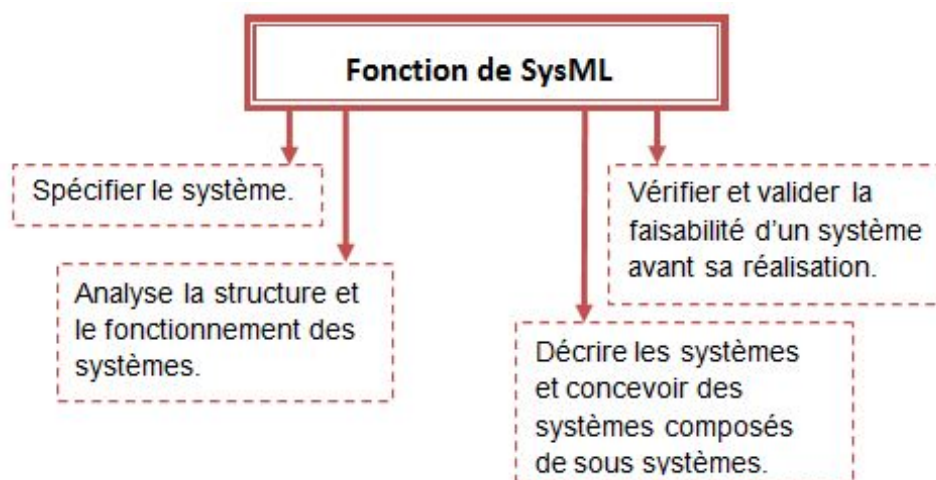 Fonction de SysML
Spécifier le système.
Analyse la structure et
le fonctionnement des
systèmes.
Décrire les systèmes
et concevoir des
systèmes composés
de sous systèmes.
Vérifier et valider la
faisabilité d'un système
avant sa réalisation.